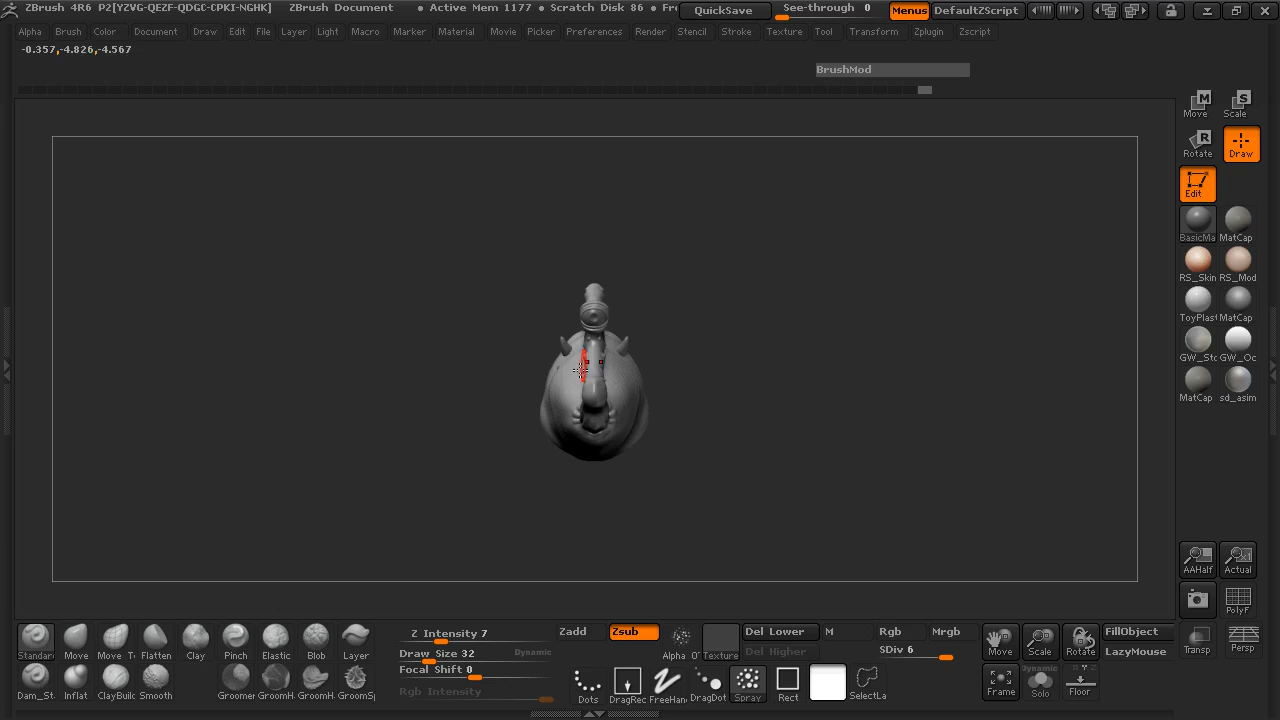 ZBrush 4R6 P2[YZVG-QEZF-QDGC-CPKI-NGHK] ZBrush Document • Active Mem 1177 • Scratch Disk 86 • Fr QuickSave See-through 0 Menus DefaultZScript
Alpha Brush Color Document Draw Edit File Layer Light Macro Marker Material Movie Picker Preferences Render Stencil Stroke Texture Tool Transform Zplugin Zscript
-0.357,-4.826,-4.567
BrushMod
M S
Move Scale
R
Rotate Draw
Edit
BasicMa MatCap
RS_Skin RS_Mod
ToyPlast MatCap
GW_Stc GW_Oc
MatCap sd_asim
AAHalf Actual
PolyF
Standard Move Move T Flatten Clay Pinch Elastic Blob Layer
Z Intensity 7 Zadd Zsub Del Lower M Rgb Mrgb FillObject
Draw Size 32 Dynamic Alpha 0 Texture Del Higher SDiv 6 Move Scale Rotate LazyMouse Transp Persp
Focal Shift 0
Rgb Intensity
Dam_St Inflat ClayBuil Smooth Groomer GroomH GroomH GroomSp
Dots DragRec FreeHan DragDot Spray Rect SelectLa Frame Dynamic Solo Floor